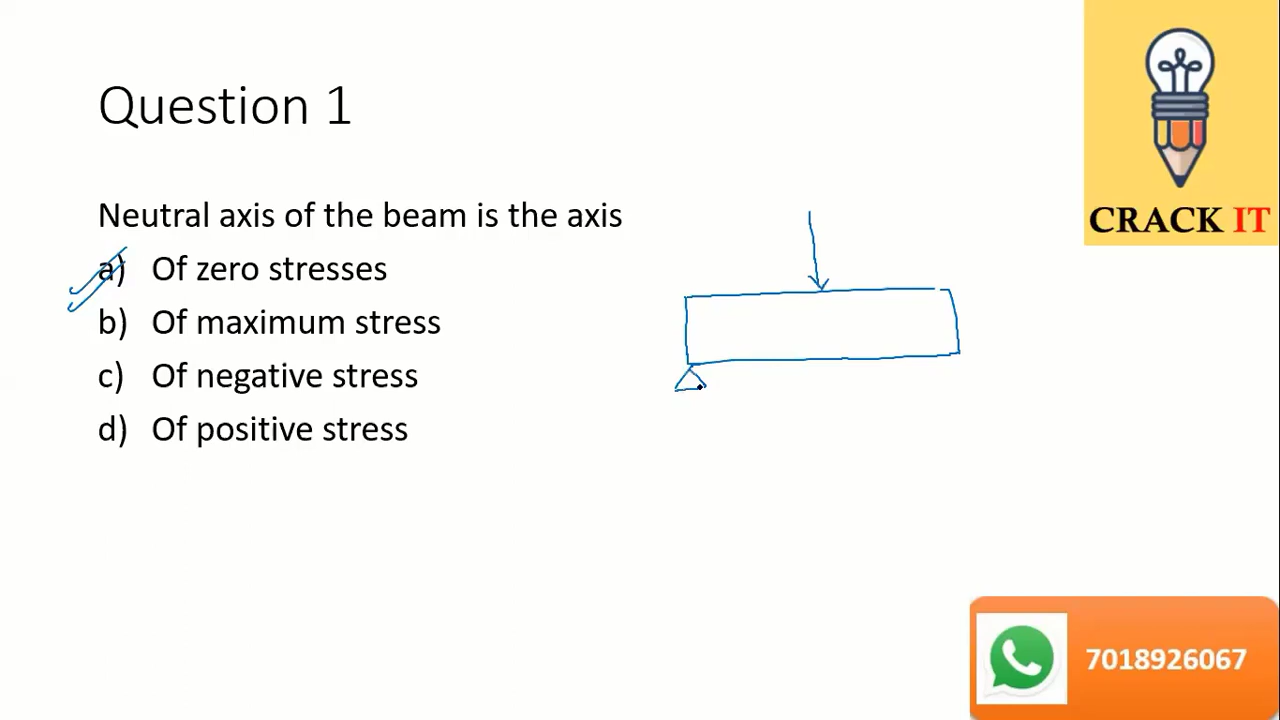 Question 1
Neutral axis of the beam is the axis
a) Of zero stresses
b) Of maximum stress
c) Of negative stress
d) Of positive stress
CRACK IT
7018926067